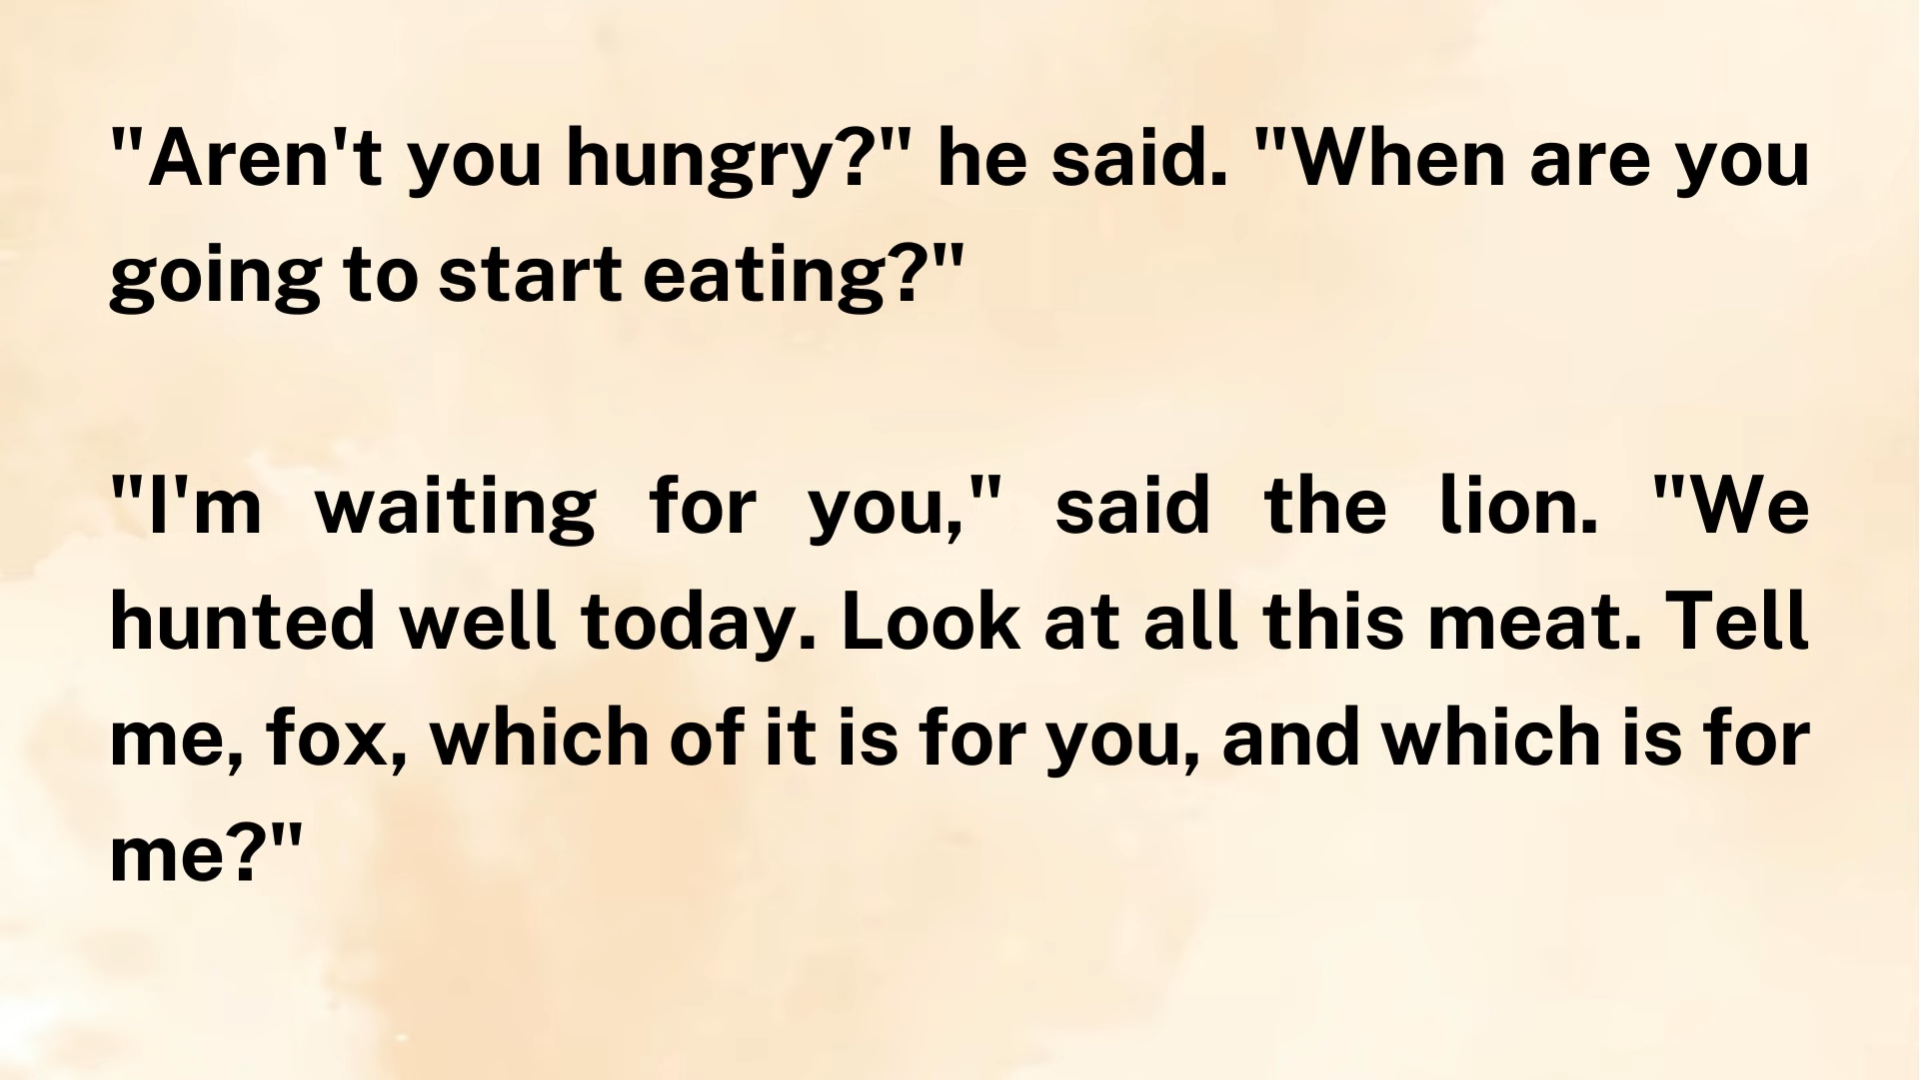 "Aren't you hungry?" he said. "When are you
going to start eating?"
"I'm waiting for you," said the lion. "We
hunted well today. Look at all this meat. Tell
me, fox, which of it is for you, and which is for
me?"